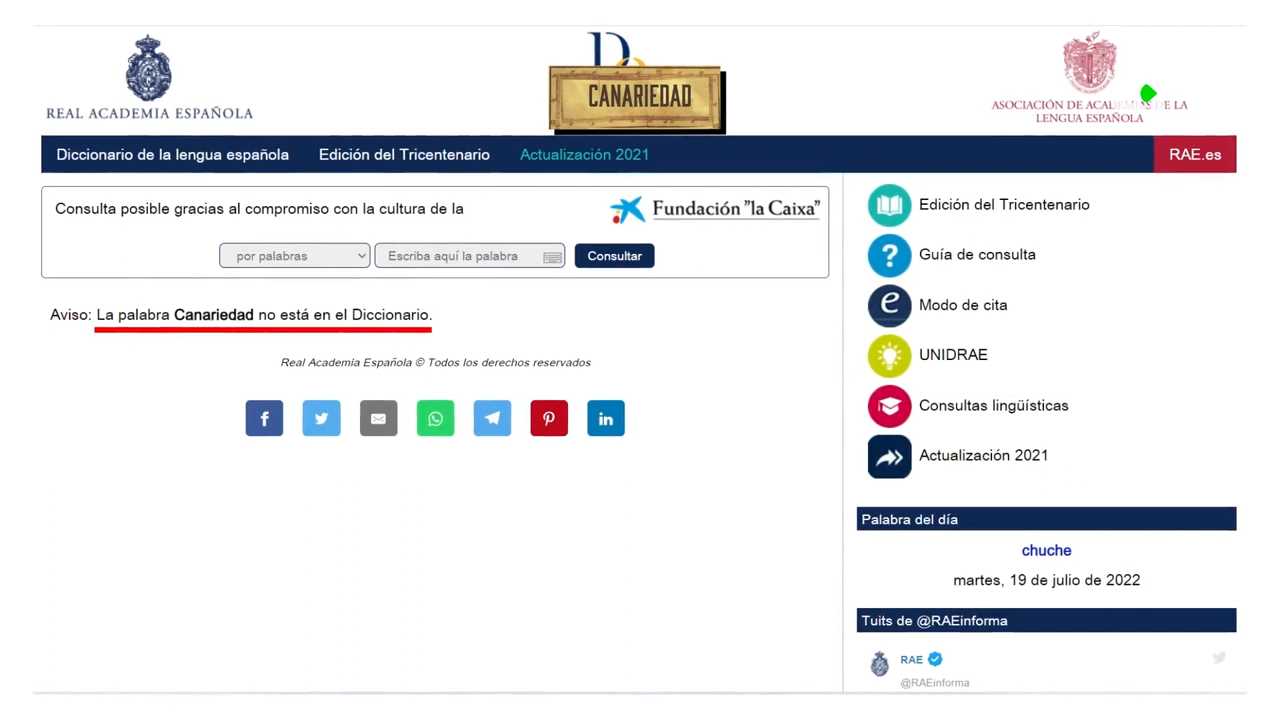 REAL ACADEMIA ESPAÑOLA
CANARIEDAD
ASOCIACIÓN DE ACADEMIAS DE LA
LENGUA ESPAÑOLA
Diccionario de la lengua española
Edición del Tricentenario
Actualización 2021
RAE.es
Consulta posible gracias al compromiso con la cultura de la
Fundación "la Caixa"
por palabras
Escriba aquí la palabra
Consultar
Aviso: La palabra Canariedad no está en el Diccionario.
Real Academia Española © Todos los derechos reservados
Edición del Tricentenario
Guía de consulta
Modo de cita
UNIDRAE
Consultas lingüísticas
Actualización 2021
Palabra del día
chuche
martes, 19 de julio de 2022
Tuits de @RAEinforma
RAE
@RAEinforma